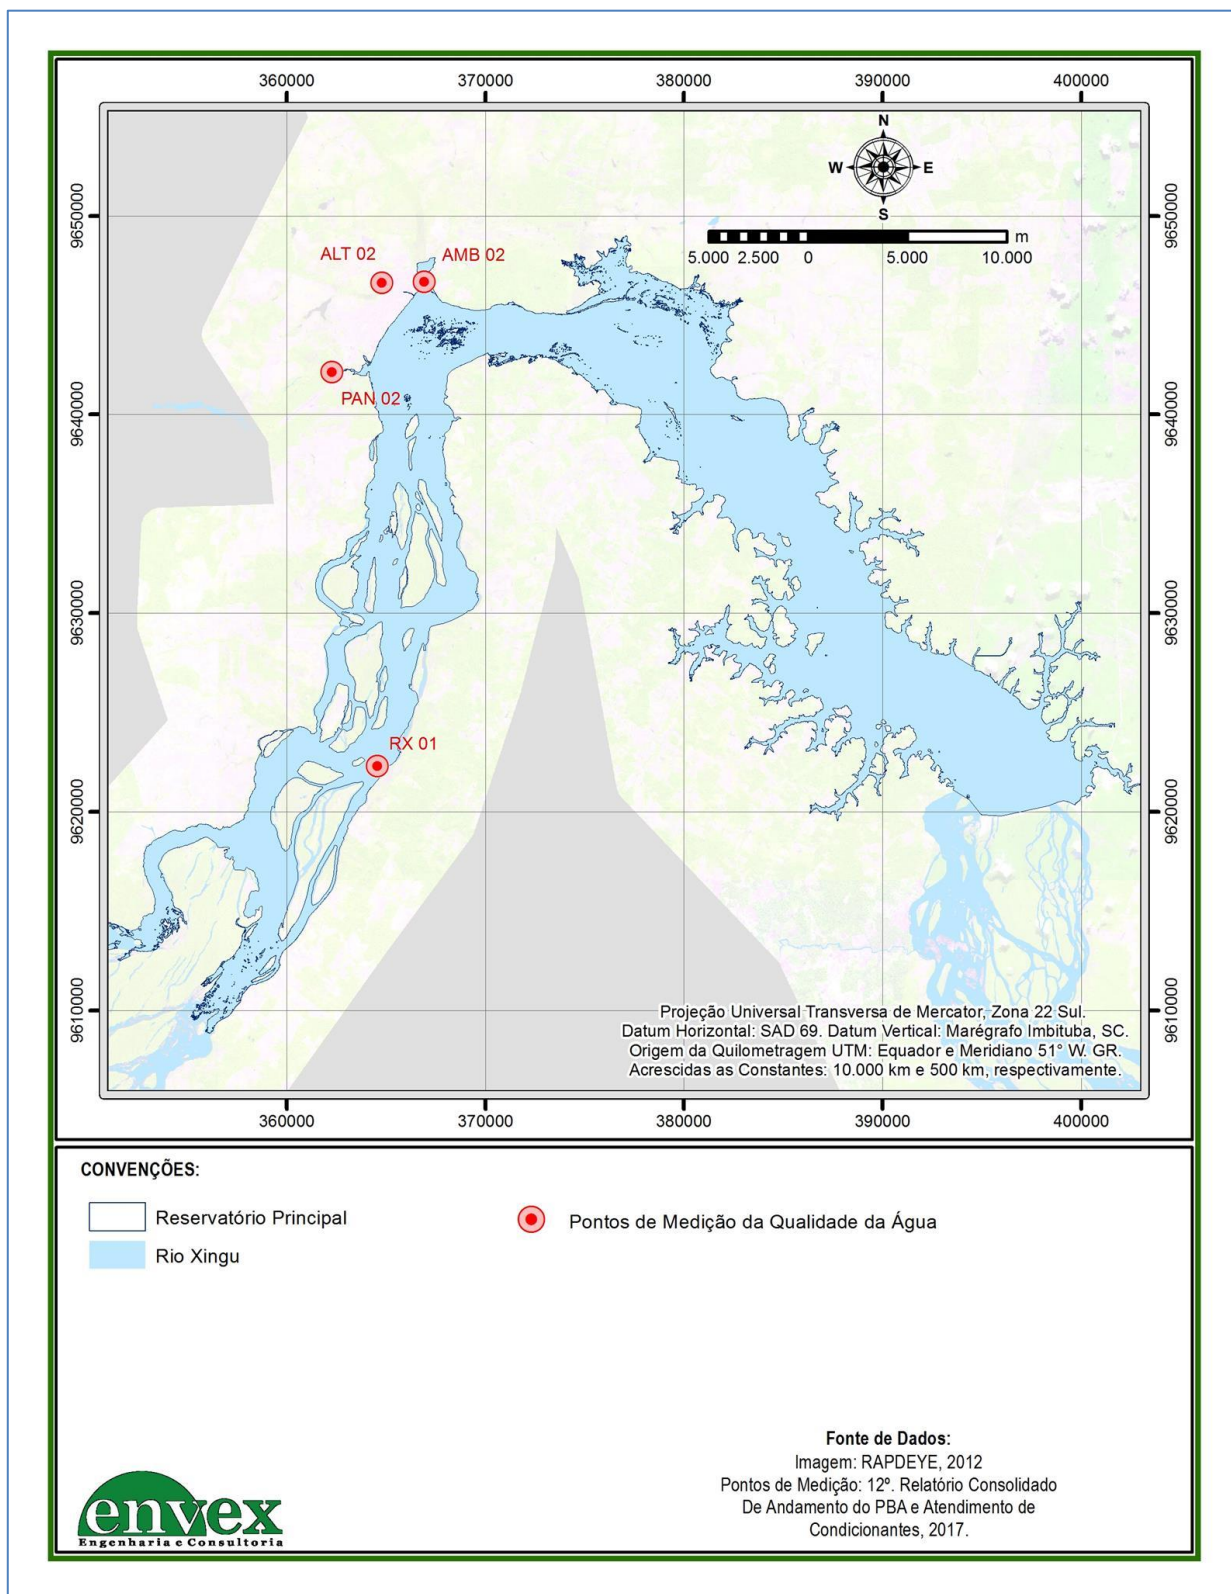 360000 370000 380000 390000 400000
N
W E
S
9650000 9650000
5.000 2.500 0 5.000 10.000 m
ALT 02
AMB 02
PAN 02
9640000 9640000
9630000 9630000
RX 01
9620000 9620000
9610000 9610000
Projeção Universal Transversa de Mercator, Zona 22 Sul.
Datum Horizontal: SAD 69. Datum Vertical: Marégrafo Imbituba, SC.
Origem da Quilometragem UTM: Equador e Meridiano 51° W. GR.
Acrescidas as Constantes: 10.000 km e 500 km, respectivamente.
360000 370000 380000 390000 400000
CONVENÇÕES:
Reservatório Principal
Rio Xingu
Pontos de Medição da Qualidade da Água
Fonte de Dados:
Imagem: RAPDEYE, 2012
Pontos de Medição: 12º. Relatório Consolidado
De Andamento do PBA e Atendimento de
Condicionantes, 2017.
envex
Engenharia e Consultoria